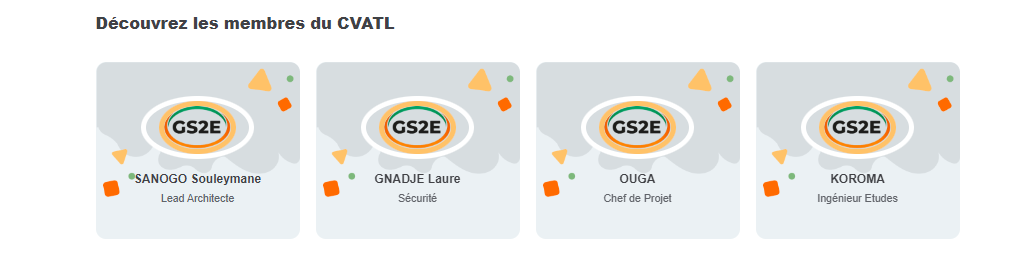 Découvrez les membres du CVATL
GS2E
SANOGO Souleymane
Lead Architecte
GS2E
GNADJE Laure
Sécurité
GS2E
OUGA
Chef de Projet
GS2E
KOROMA
Ingénieur Etudes